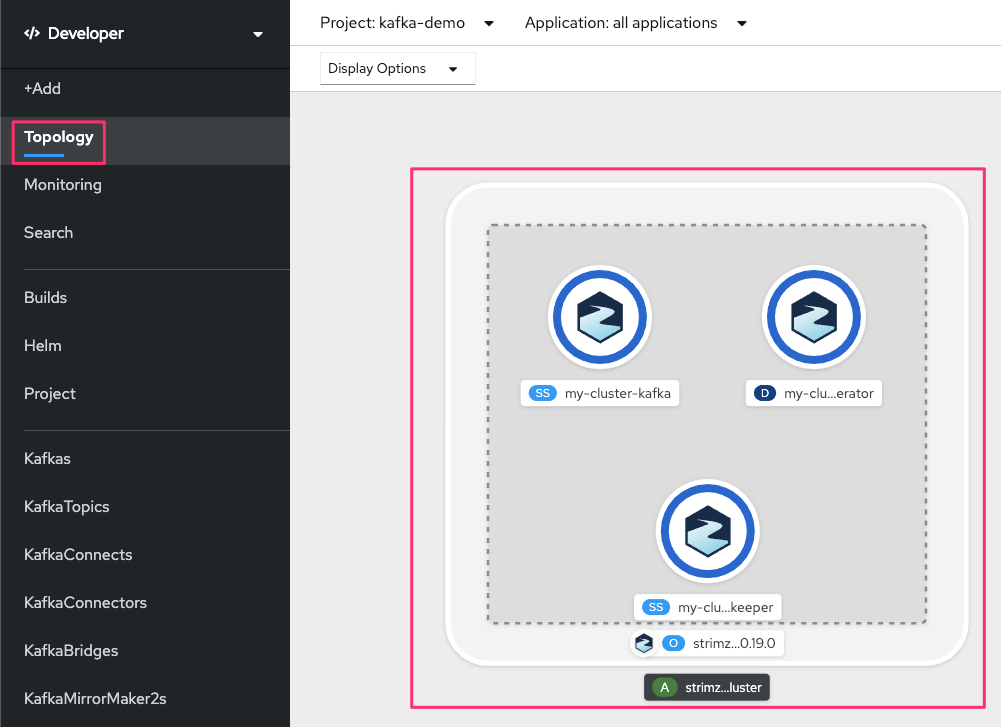 </> Developer
Project: kafka-demo
Application: all applications
Display Options
+Add
Topology
Monitoring
Search
Builds
Helm
Project
Kafkas
KafkaTopics
KafkaConnects
KafkaConnectors
KafkaBridges
KafkaMirrorMaker2s
SS my-cluster-kafka
D my-clu...erator
SS my-clu...keeper
O strimz...0.19.0
A strimz...luster